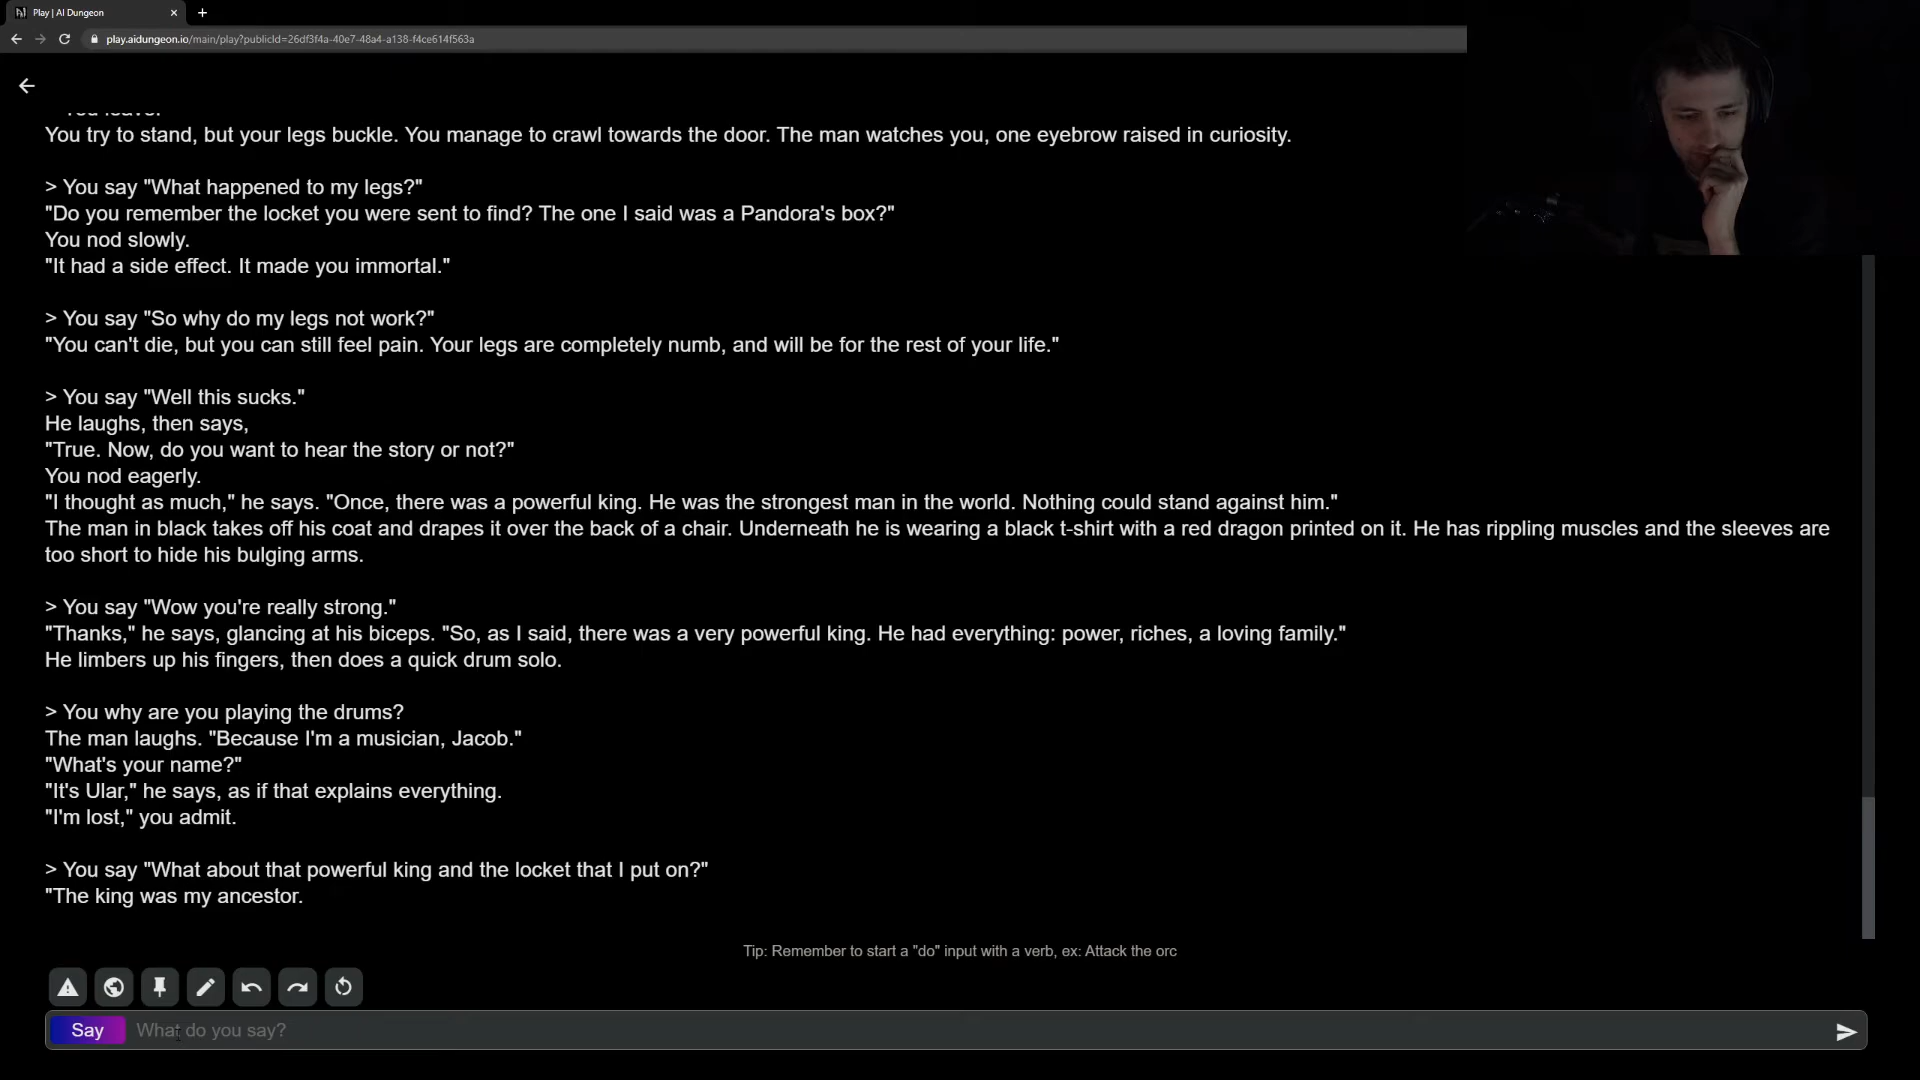 Play | AI Dungeon
play.aidungeon.io/main/play?publicId=26df3f4a-40e7-48a4-a138-f4ce614f563a
You try to stand, but your legs buckle. You manage to crawl towards the door. The man watches you, one eyebrow raised in curiosity.
> You say "What happened to my legs?"
"Do you remember the locket you were sent to find? The one I said was a Pandora's box?"
You nod slowly.
"It had a side effect. It made you immortal."
> You say "So why do my legs not work?"
"You can't die, but you can still feel pain. Your legs are completely numb, and will be for the rest of your life."
> You say "Well this sucks."
He laughs, then says,
"True. Now, do you want to hear the story or not?"
You nod eagerly.
"I thought as much," he says. "Once, there was a powerful king. He was the strongest man in the world. Nothing could stand against him."
The man in black takes off his coat and drapes it over the back of a chair. Underneath he is wearing a black t-shirt with a red dragon printed on it. He has rippling muscles and the sleeves are
too short to hide his bulging arms.
> You say "Wow you're really strong."
"Thanks," he says, glancing at his biceps. "So, as I said, there was a very powerful king. He had everything: power, riches, a loving family."
He limbers up his fingers, then does a quick drum solo.
> You why are you playing the drums?
The man laughs. "Because I'm a musician, Jacob."
"What's your name?"
"It's Ular," he says, as if that explains everything.
"I'm lost," you admit.
> You say "What about that powerful king and the locket that I put on?"
"The king was my ancestor.
Tip: Remember to start a "do" input with a verb, ex: Attack the orc
Say What do you say?